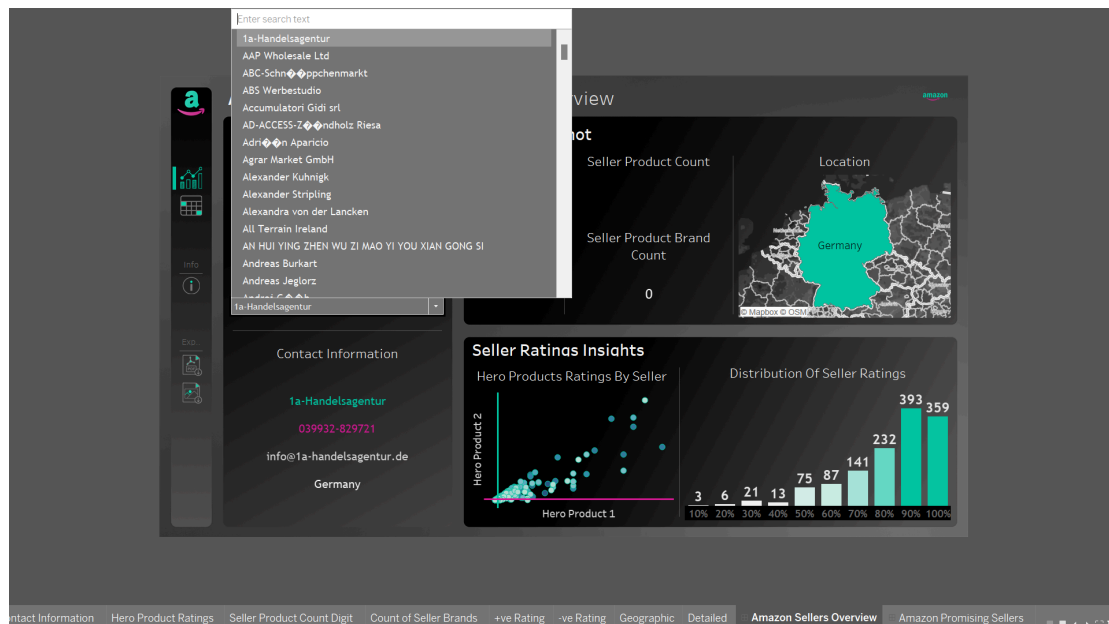 Enter search text
1a-Handelsagentur
AAP Wholesale Ltd
ABC-Schn��ppchenmarkt
ABS Werbestudio
Accumulatori Gidi srl
AD-ACCESS-Z��ndholz Riesa
Adri��n Aparicio
Agrar Market GmbH
Alexander Kuhnigk
Alexander Stripling
Alexandra von der Lancken
All Terrain Ireland
AN HUI YING ZHEN WU ZI MAO YI YOU XIAN GONG SI
Andreas Burkart
Andreas Jeglorz
1a-Handelsagentur
view
amazon
a
Info
Exp...
hot
Seller Product Count
Location
Seller Product Brand
Count
0
Germany
© Mapbox © OSM
Contact Information
1a-Handelsagentur
039932-829721
info@1a-handelsagentur.de
Germany
Seller Ratings Insights
Hero Products Ratings By Seller
Hero Product 2
Hero Product 1
Distribution Of Seller Ratings
3 6 21 13 75 87 141 232 393 359
10% 20% 30% 40% 50% 60% 70% 80% 90% 100%
ntact Information Hero Product Ratings Seller Product Count Digit Count of Seller Brands +ve Rating -ve Rating Geographic Detailed Amazon Sellers Overview Amazon Promising Sellers